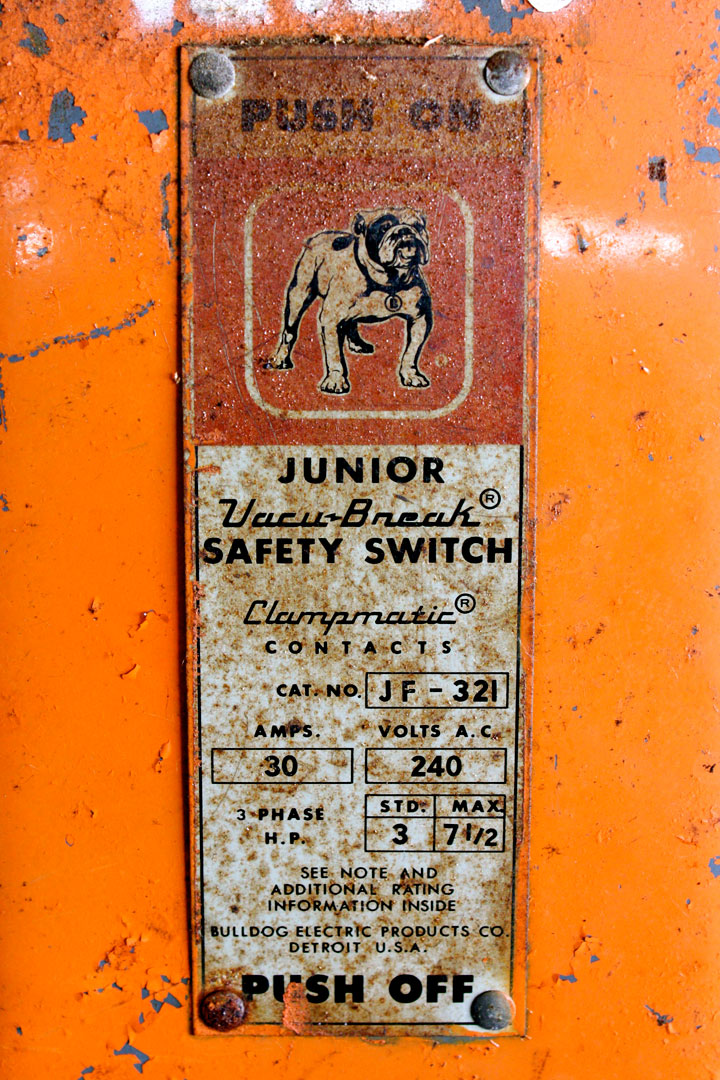 PUSH ON
JUNIOR
Vacu-Break®
SAFETY SWITCH
Clampmatic®
CONTACTS
CAT. NO. JF-321
AMPS. VOLTS A.C.
30 240
3 PHASE H.P. STD. MAX.
3 7 1/2
SEE NOTE AND
ADDITIONAL RATING
INFORMATION INSIDE
BULLDOG ELECTRIC PRODUCTS CO.
DETROIT U.S.A.
PUSH OFF